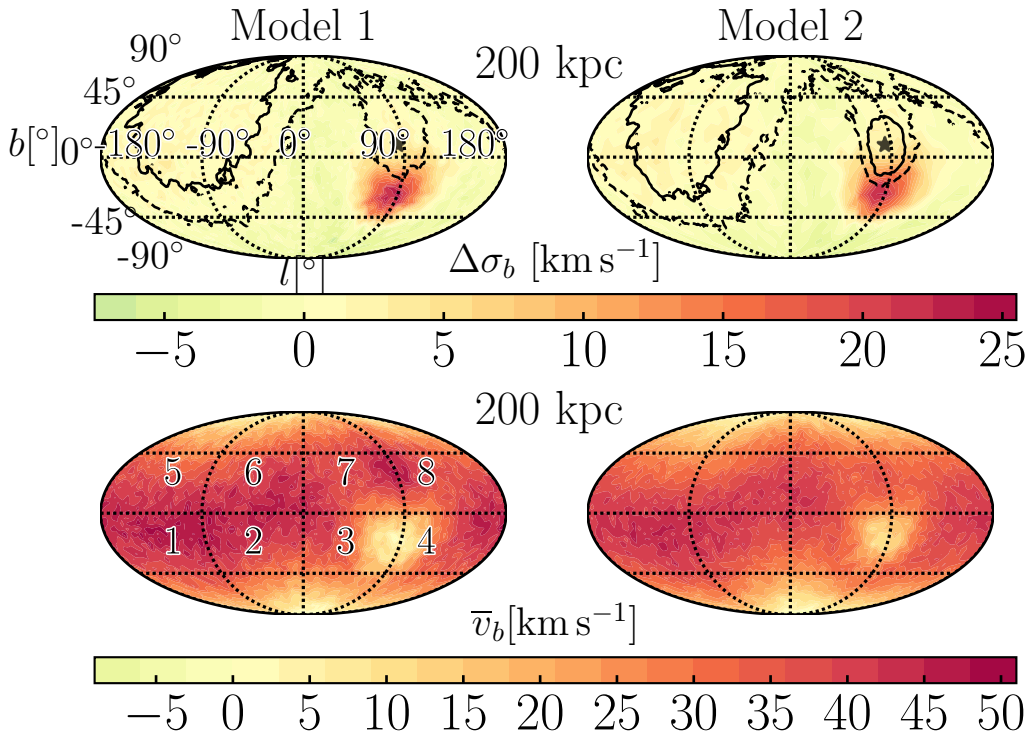 Model 1 Model 2
90° 200 kpc
45°
b[°] 0° -180° -90° 0° 90° 180°
-45°
-90° l[°] Δσ_b [km s⁻¹]
−5 0 5 10 15 20 25
200 kpc
5 6 7 8
1 2 3 4
v̅_b[km s⁻¹]
−5 0 5 10 15 20 25 30 35 40 45 50